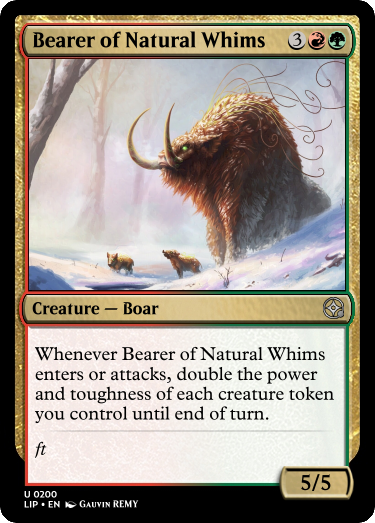 Bearer of Natural Whims 3
Creature — Boar
Whenever Bearer of Natural Whims
enters or attacks, double the power
and toughness of each creature token
you control until end of turn.
ft
5/5
U 0200
LIP • EN Gauvin REMY